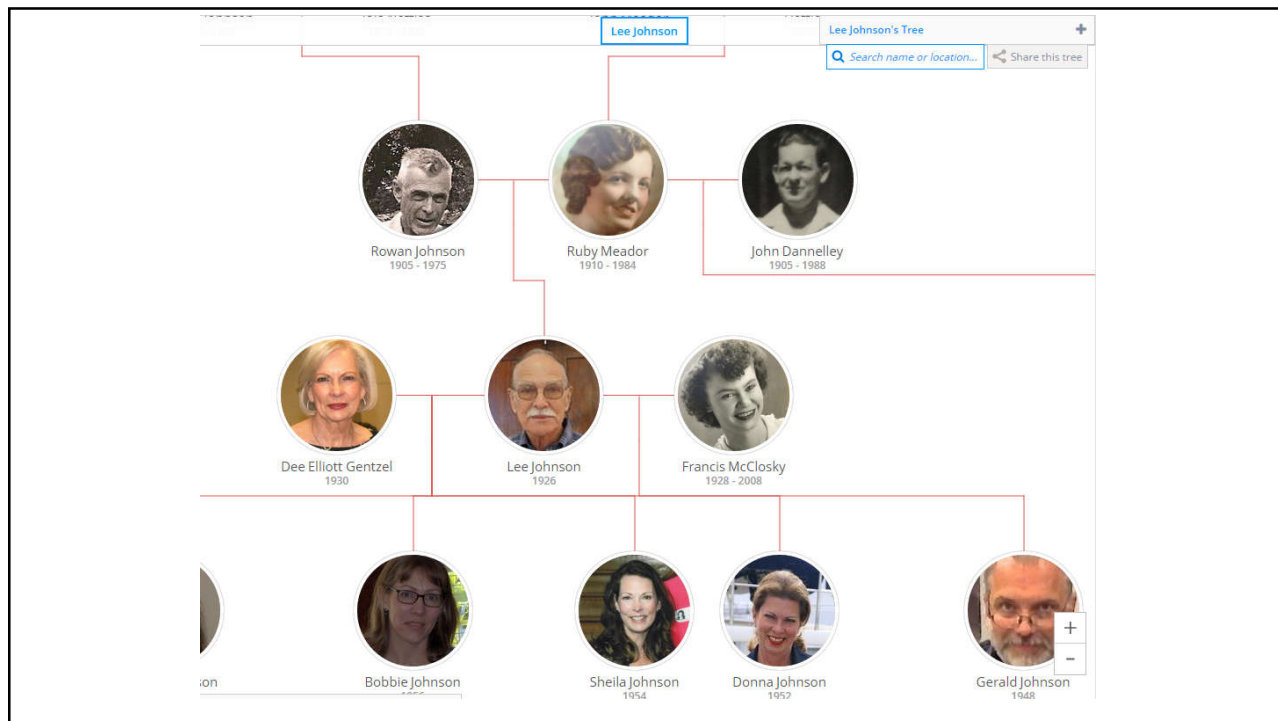 Lee Johnson
Lee Johnson's Tree
+
Search name or location...
Share this tree
Rowan Johnson
1905 - 1975
Ruby Meador
1910 - 1984
John Dannelley
1905 - 1988
Dee Elliott Gentzel
1930
Lee Johnson
1926
Francis McClosky
1928 - 2008
+
-
son
Bobbie Johnson
Sheila Johnson
1954
Donna Johnson
1952
Gerald Johnson
1948